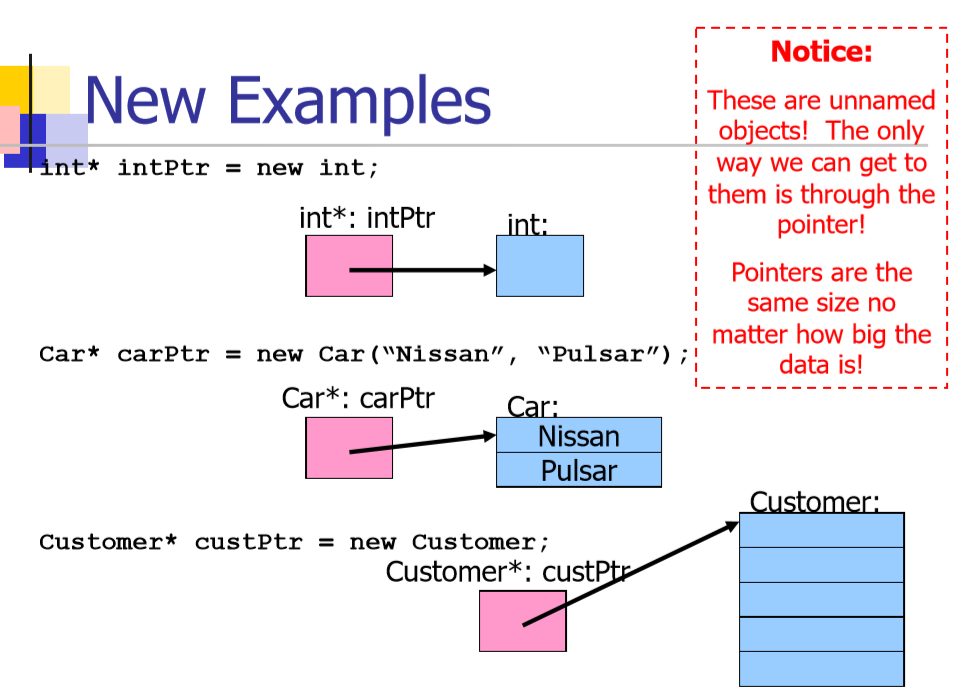 New Examples
Notice:
These are unnamed
objects!  The only
way we can get to
them is through the
pointer!
Pointers are the
same size no
matter how big the
data is!
int* intPtr = new int;
int*: intPtr
int:
Car* carPtr = new Car(“Nissan”, “Pulsar”);
Car*: carPtr
Car:
Nissan
Pulsar
Customer* custPtr = new Customer;
Customer*: custPtr
Customer: